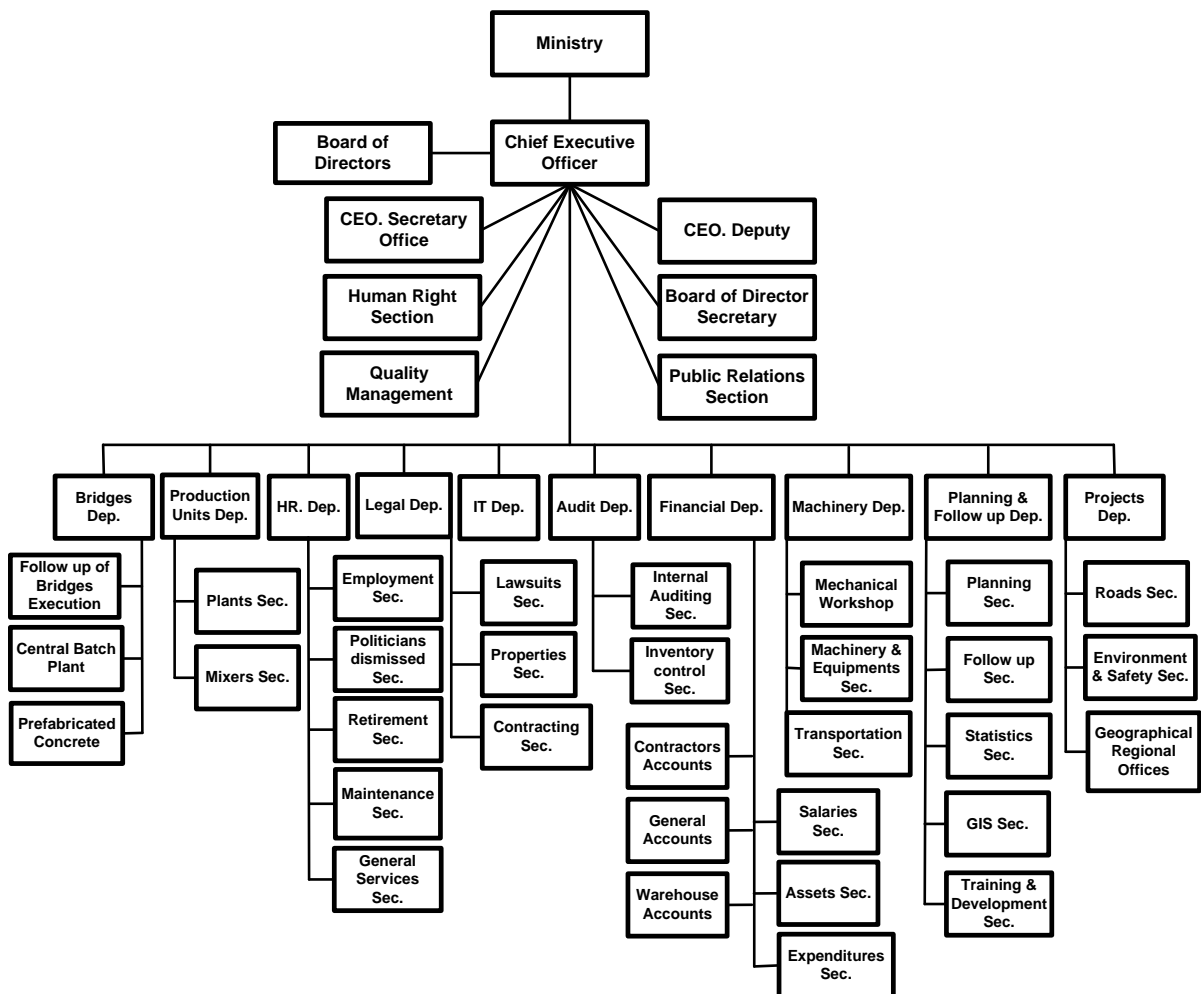 Ministry
Board of
Directors
Chief Executive
Officer
CEO. Secretary
Office
CEO. Deputy
Human Right
Section
Board of Director
Secretary
Quality
Management
Public Relations
Section
Bridges
Dep.
Production
Units Dep.
HR. Dep.
Legal Dep.
IT Dep.
Audit Dep.
Financial Dep.
Machinery Dep.
Planning &
Follow up Dep.
Projects
Dep.
Follow up of
Bridges
Execution
Central Batch
Plant
Prefabricated
Concrete
Plants Sec.
Mixers Sec.
Employment
Sec.
Politicians
dismissed
Sec.
Retirement
Sec.
Maintenance
Sec.
General
Services
Sec.
Lawsuits
Sec.
Properties
Sec.
Contracting
Sec.
Internal
Auditing
Sec.
Inventory
control
Sec.
Contractors
Accounts
General
Accounts
Warehouse
Accounts
Salaries
Sec.
Assets Sec.
Expenditures
Sec.
Mechanical
Workshop
Machinery &
Equipments
Sec.
Transportation
Sec.
Planning
Sec.
Follow up
Sec.
Statistics
Sec.
GIS Sec.
Training &
Development
Sec.
Roads Sec.
Environment
& Safety Sec.
Geographical
Regional
Offices